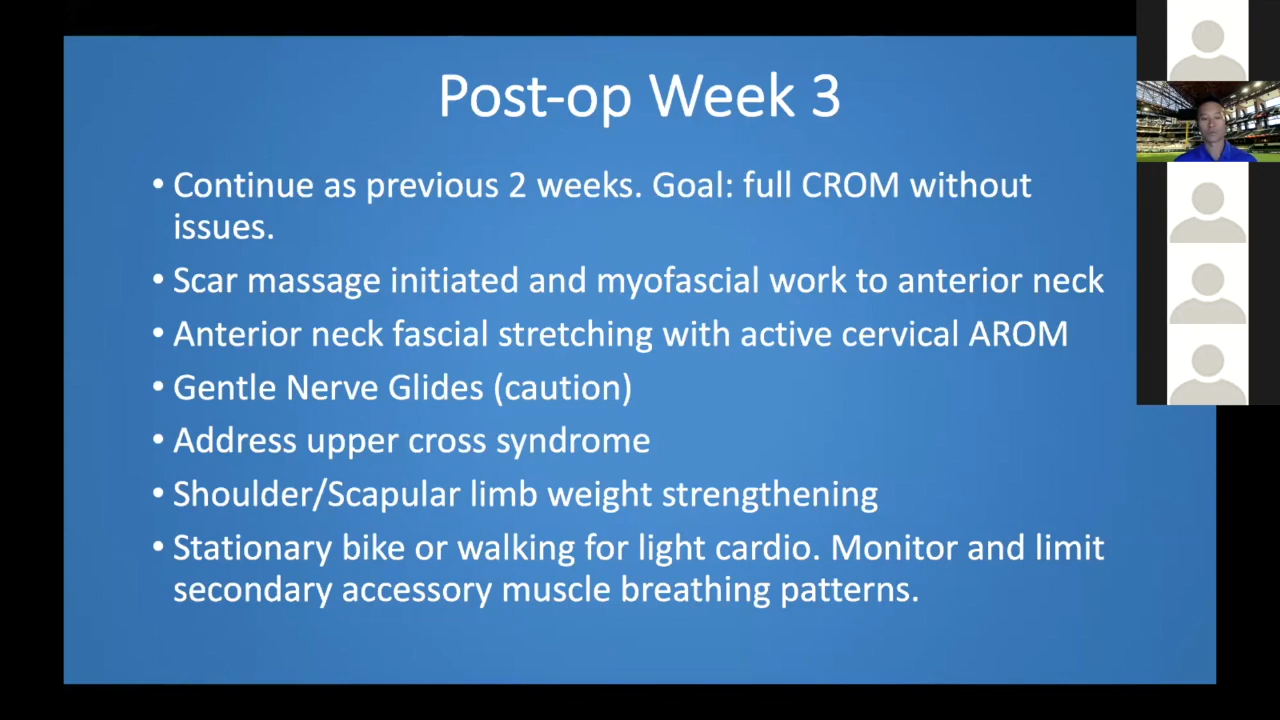 Post-op Week 3
• Continue as previous 2 weeks. Goal: full CROM without
issues.
• Scar massage initiated and myofascial work to anterior neck
• Anterior neck fascial stretching with active cervical AROM
• Gentle Nerve Glides (caution)
• Address upper cross syndrome
• Shoulder/Scapular limb weight strengthening
• Stationary bike or walking for light cardio. Monitor and limit
secondary accessory muscle breathing patterns.